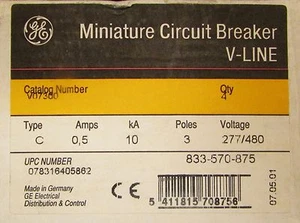 GE
Miniature Circuit Breaker
V-LINE
Catalog Number Qty
V07360 4
Type Amps kA Poles Voltage
C 0,5 10 3 277/480
UPC NUMBER 833-570-875
078316405862
Made in Germany
GE Electrical
Distribution & Control
CE
5 411815 708756
07.05.01